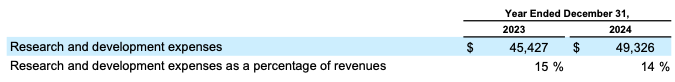 Year Ended December 31,
2023 2024
Research and development expenses $ 45,427 $ 49,326
Research and development expenses as a percentage of revenues 15 % 14 %